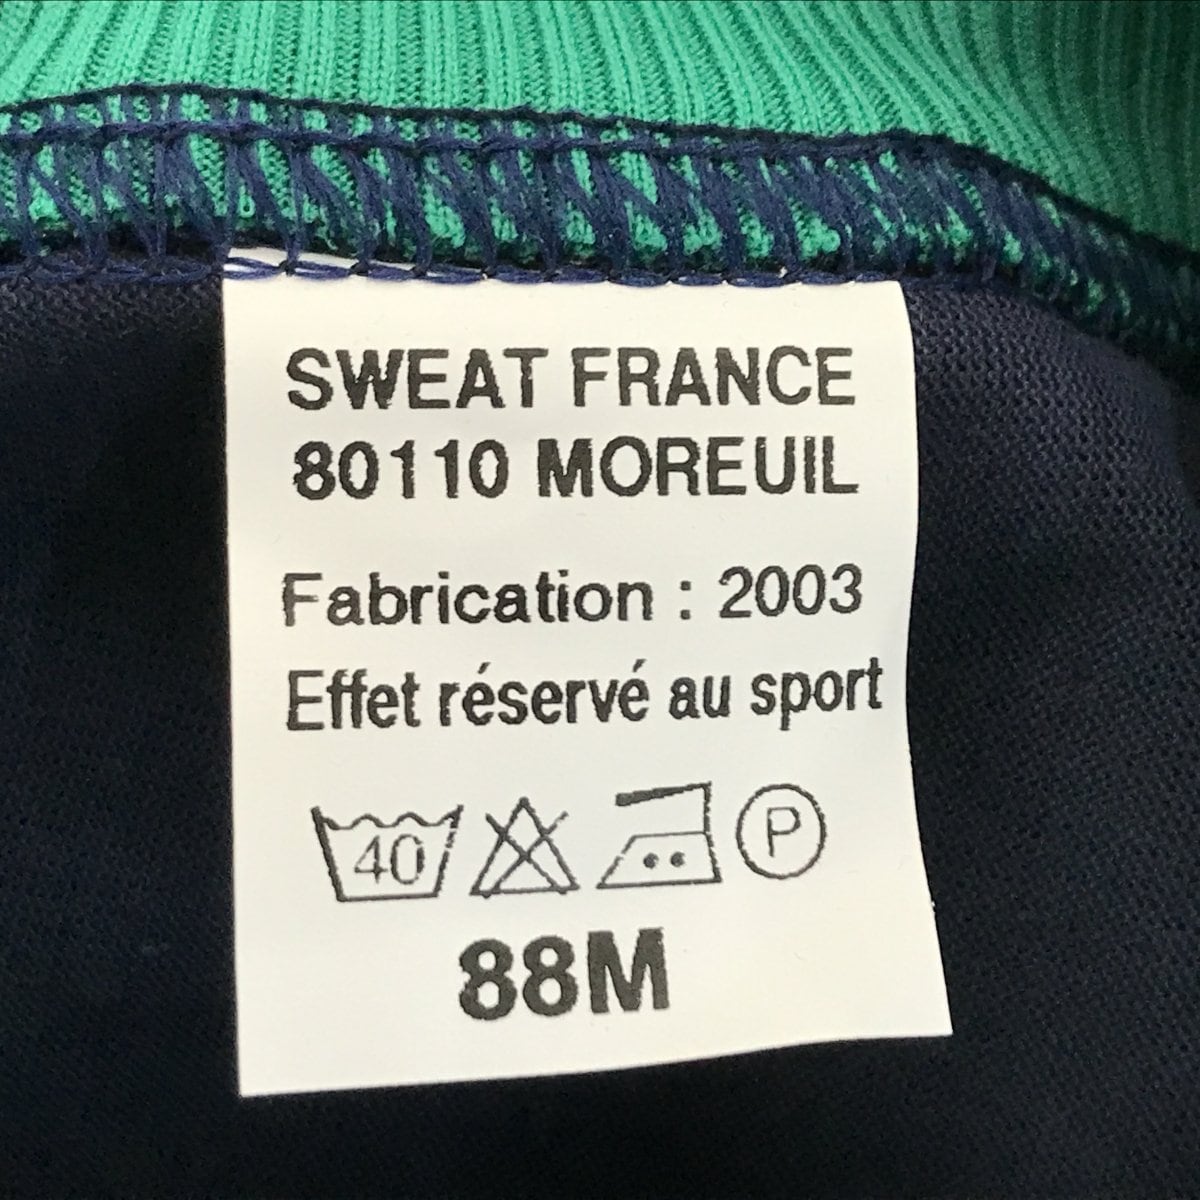 SWEAT FRANCE
80110 MOREUIL
Fabrication : 2003
Effet réservé au sport
40 P
88M